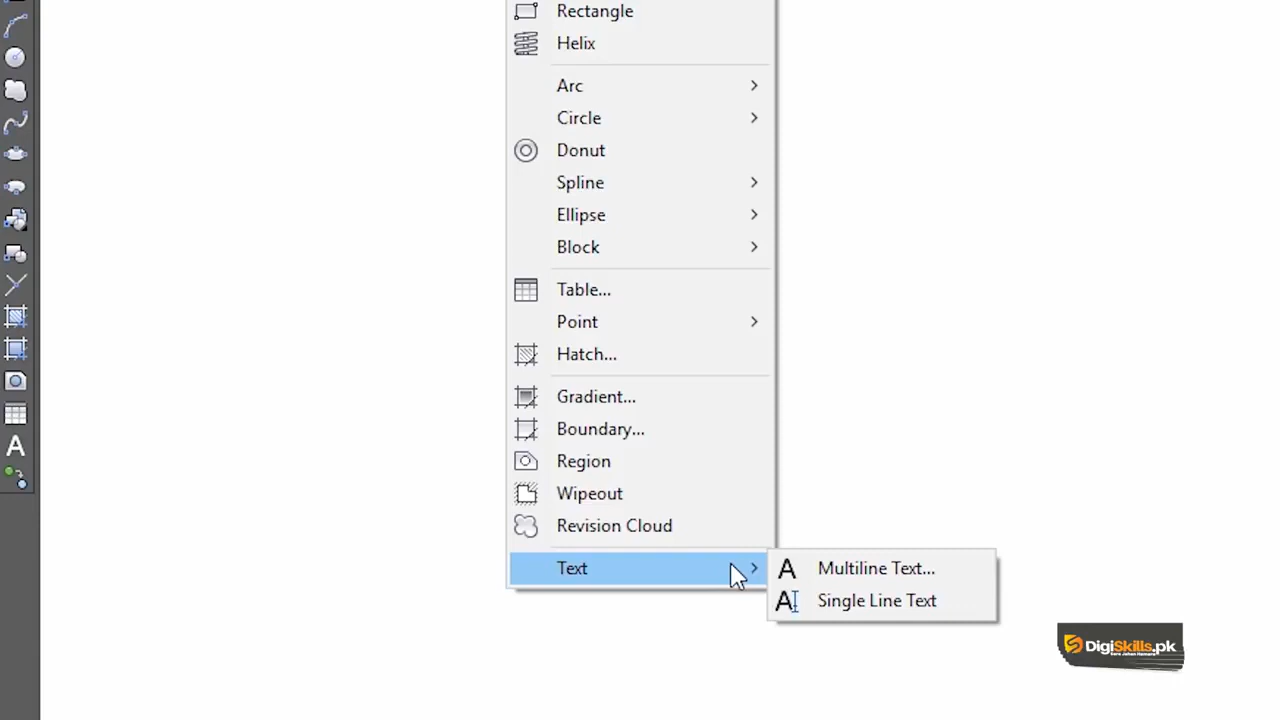 Rectangle
Helix
Arc
Circle
Donut
Spline
Ellipse
Block
Table...
Point
Hatch...
Gradient...
Boundary...
Region
Wipeout
Revision Cloud
Text
Multiline Text...
Single Line Text
DigiSkills.pk